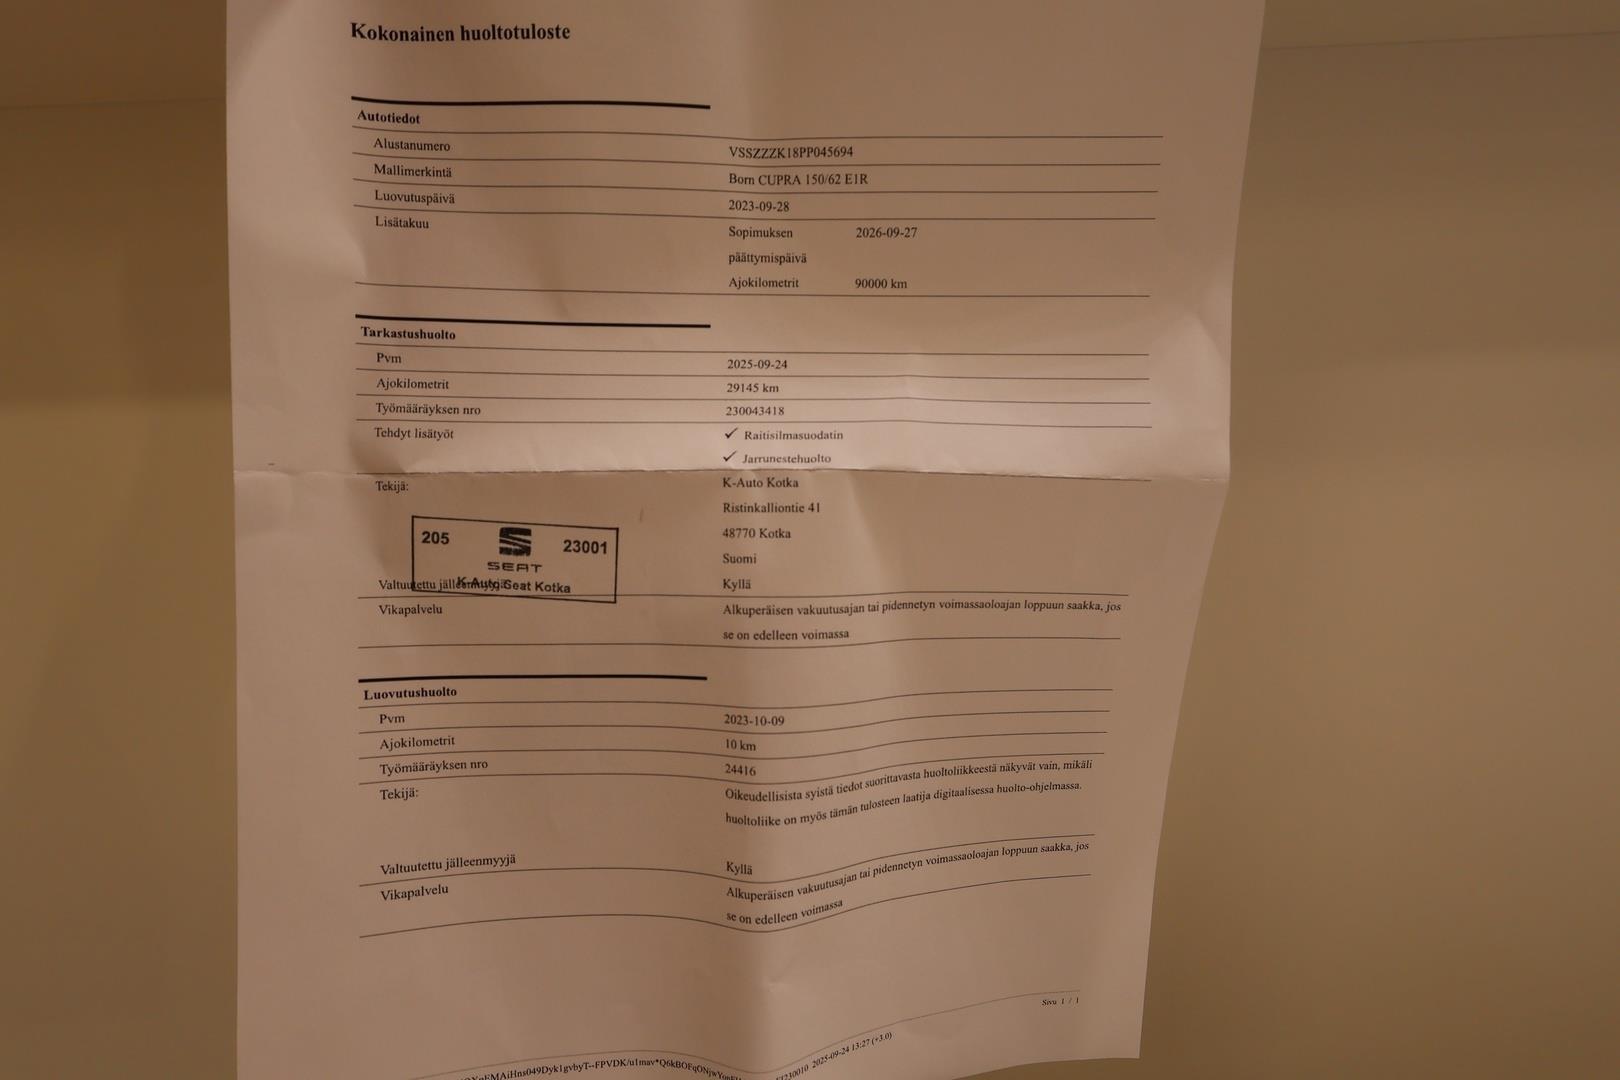 Kokonainen huoltotuloste
Autotiedot
Alustanumero VSSZZZK18PP045694
Mallimerkintä Born CUPRA 150/62 E1R
Luovutuspäivä 2023-09-28
Lisätakuu Sopimuksen 2026-09-27
päättymispäivä
Ajokilometrit 90000 km
Tarkastushuolto
Pvm 2025-09-24
Ajokilometrit 29145 km
Työmääräyksen nro 230043418
Tehdyt lisätyöt ✓ Raitisilmasuodatin
✓ Jarrunestehuolto
Tekijä: K-Auto Kotka
Ristinkalliontie 41
48770 Kotka
Suomi
205 SEAT 23001
K-Auto Seat Kotka
Valtuutettu jälleenmyyjä Kyllä
Vikapalvelu Alkuperäisen vakuutusajan tai pidennetyn voimassaoloajan loppuun saakka, jos
se on edelleen voimassa
Luovutushuolto
Pvm 2023-10-09
Ajokilometrit 10 km
Työmääräyksen nro 24416
Tekijä: Oikeudellisista syistä tiedot suorittavasta huoltoliikkeestä näkyvät vain, mikäli
huoltoliike on myös tämän tulosteen laatija digitaalisessa huolto-ohjelmassa.
Valtuutettu jälleenmyyjä Kyllä
Vikapalvelu Alkuperäisen vakuutusajan tai pidennetyn voimassaoloajan loppuun saakka, jos
se on edelleen voimassa
Sivu 1 / 1
2025-09-24 13:27 (+3.0)